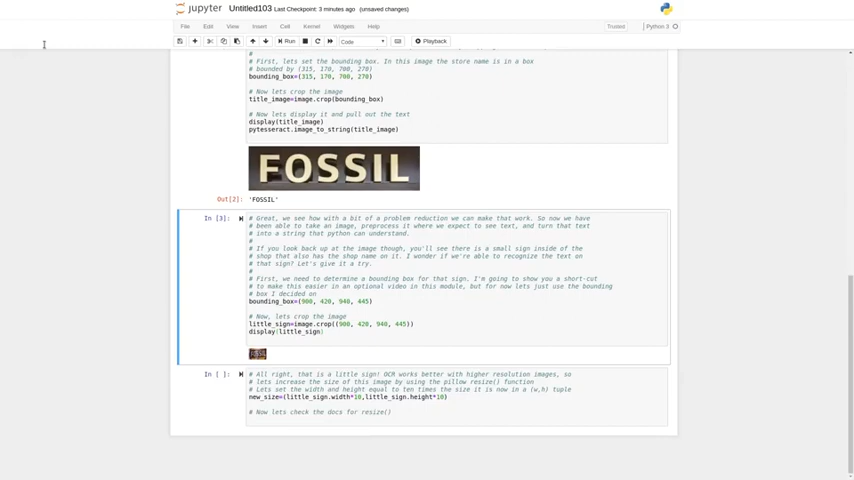 jupyter Untitled103 Last Checkpoint: 3 minutes ago (unsaved changes)
File Edit View Insert Cell Kernel Widgets Help Trusted Python 3
Run Code Playback
#
# First, lets set the bounding box. In this image the store name is in a box
# bounded by (315, 170, 700, 270)
bounding_box=(315, 170, 700, 270)
# Now lets crop the image
title_image=image.crop(bounding_box)
# Now lets display it and pull out the text
display(title_image)
pytesseract.image_to_string(title_image)
FOSSIL
Out[2]: 'FOSSIL'
In [3]: # Great, we see how with a bit of a problem reduction we can make that work. So now we have
# been able to take an image, preprocess it where we expect to see text, and turn that text
# into a string that python can understand.
#
# If you look back up at the image though, you'll see there is a small sign inside of the
# shop that also has the shop name on it. I wonder if we're able to recognize the text on
# that sign? Let's give it a try.
#
# First, we need to determine a bounding box for that sign. I'm going to show you a short-cut
# to make this easier in an optional video in this module, but for now lets just use the bounding
# box I decided on
bounding_box=(900, 420, 940, 445)
# Now, lets crop the image
little_sign=image.crop((900, 420, 940, 445))
display(little_sign)
FOSSIL
In [ ]: # All right, that is a little sign! OCR works better with higher resolution images, so
# lets increase the size of this image by using the pillow resize() function
# Lets set the width and height equal to ten times the size it is now in a (w,h) tuple
new_size=(little_sign.width*10,little_sign.height*10)
# Now lets check the docs for resize()